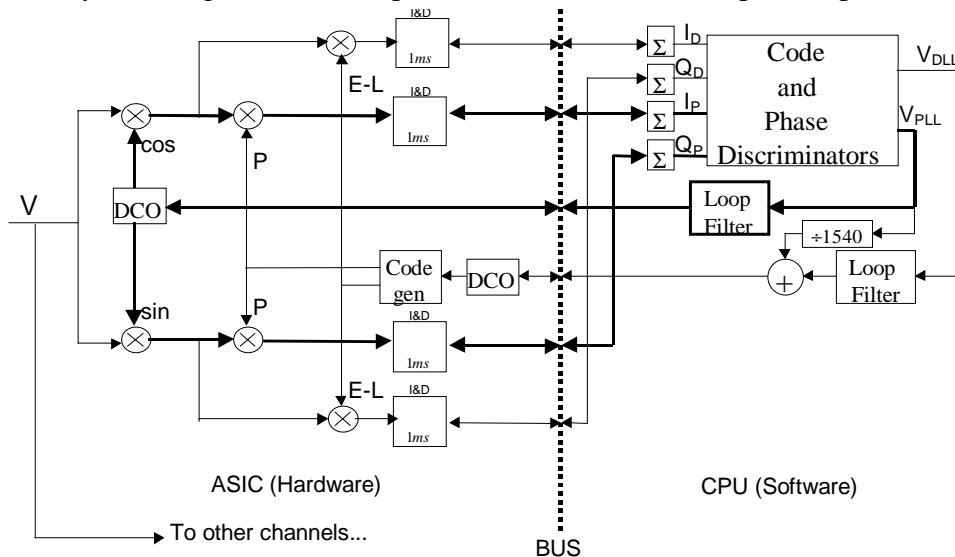 I&D
1ms
E-L
I&D
1ms
cos
P
V
DCO
Code
gen
DCO
sin
P
I&D
1ms
E-L
I&D
1ms
ASIC (Hardware)
To other channels...
BUS
Σ
I_D
Σ
Q_D
Σ
I_P
Σ
Q_P
Code
and
Phase
Discriminators
V_DLL
V_PLL
Loop
Filter
÷1540
+
Loop
Filter
CPU (Software)